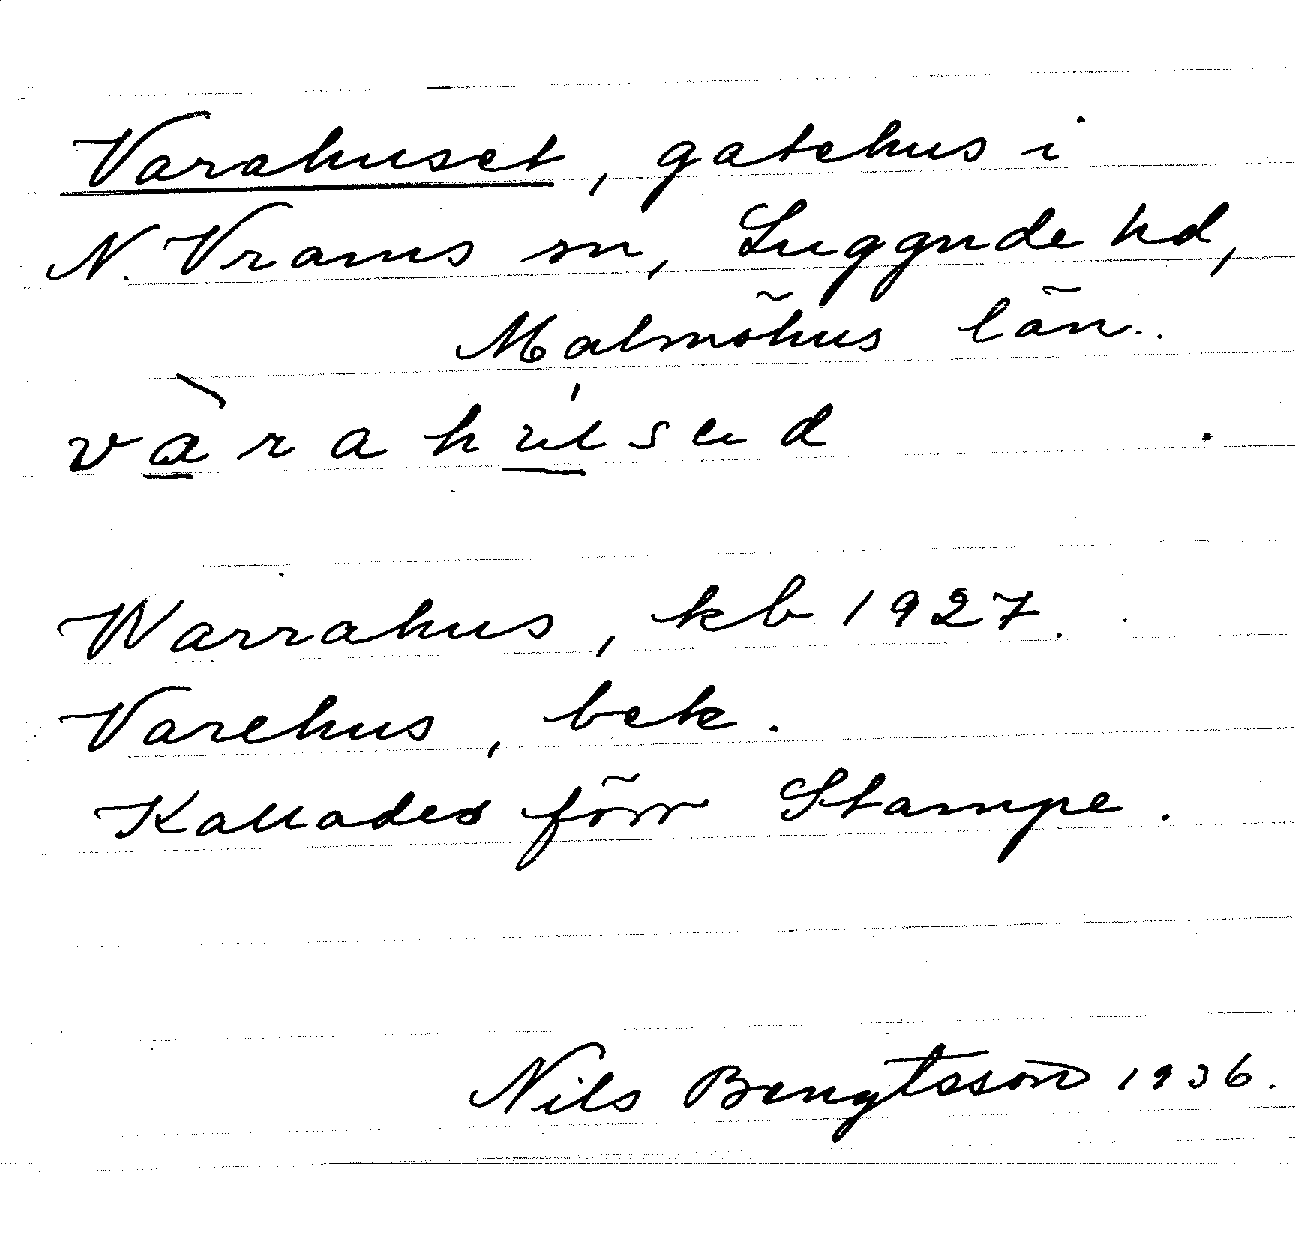 Varahuset, gatehus i
N. Vrams sn, Luggude hd,
Malmöhus län.
Warrahus, kb 1927.
Varehus, bek.
Kallades förr Stampe.
Nils Bengtsson 1936.